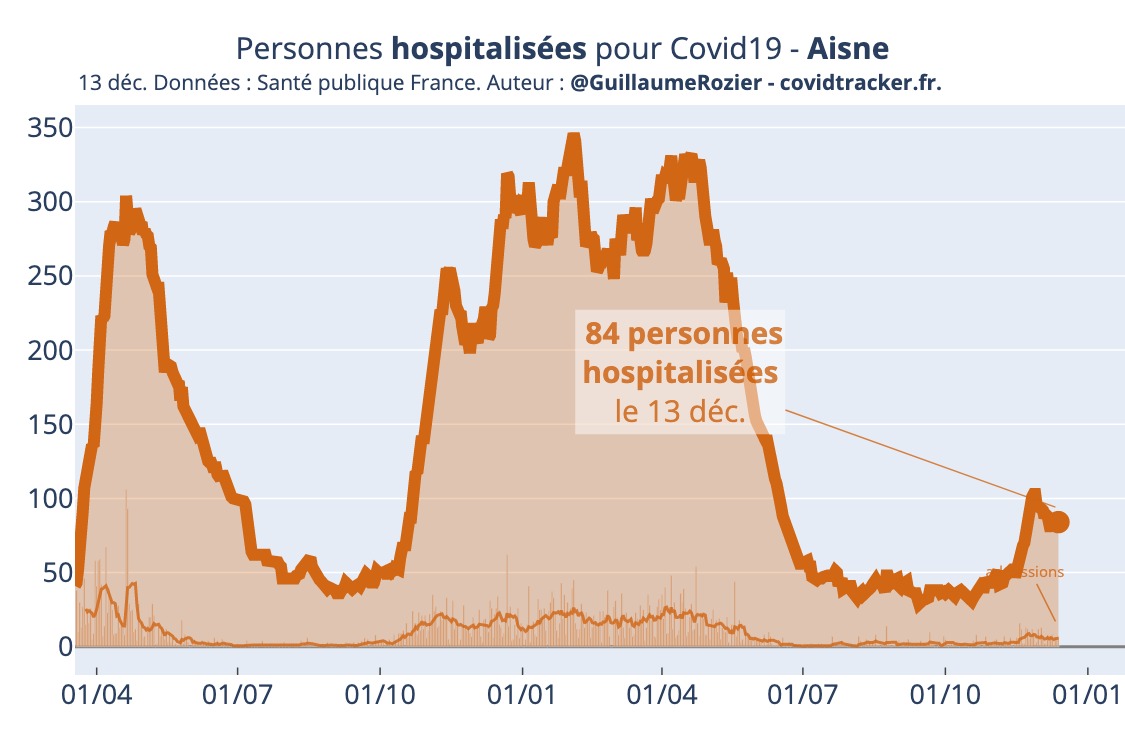 Personnes hospitalisées pour Covid19 - Aisne
13 déc. Données : Santé publique France. Auteur : @GuillaumeRozier - covidtracker.fr.
350
300
250
200
150
100
50
0
84 personnes
hospitalisées
le 13 déc.
admissions
01/04 01/07 01/10 01/01 01/04 01/07 01/10 01/01